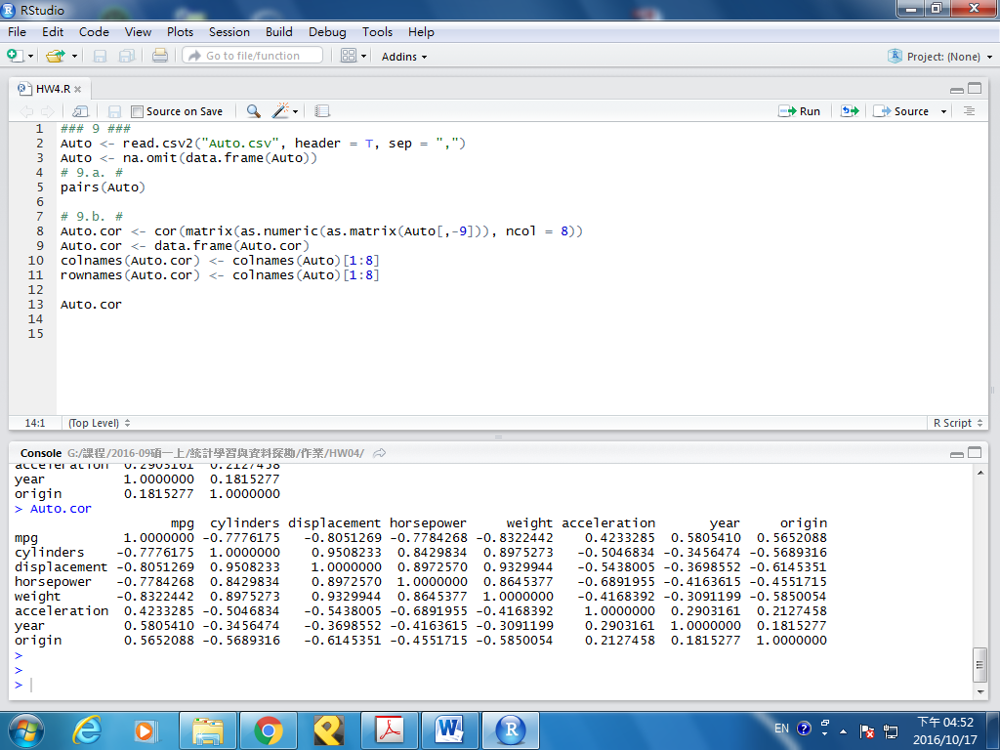 RStudio
File Edit Code View Plots Session Build Debug Tools Help
Go to file/function Addins Project: (None)
HW4.R
Source on Save Run Source
1 ### 9 ###
2 Auto <- read.csv2("Auto.csv", header = T, sep = ",")
3 Auto <- na.omit(data.frame(Auto))
4 # 9.a. #
5 pairs(Auto)
6
7 # 9.b. #
8 Auto.cor <- cor(matrix(as.numeric(as.matrix(Auto[,-9])), ncol = 8))
9 Auto.cor <- data.frame(Auto.cor)
10 colnames(Auto.cor) <- colnames(Auto)[1:8]
11 rownames(Auto.cor) <- colnames(Auto)[1:8]
12
13 Auto.cor
14
15
14:1 (Top Level) R Script
Console G:/課程/2016-09碩一上/統計學習與資料探勘/作業/HW04/
acceleration 0.2903161 0.2127458
year 1.0000000 0.1815277
origin 0.1815277 1.0000000
> Auto.cor
mpg cylinders displacement horsepower weight acceleration year origin
mpg 1.0000000 -0.7776175 -0.8051269 -0.7784268 -0.8322442 0.4233285 0.5805410 0.5652088
cylinders -0.7776175 1.0000000 0.9508233 0.8429834 0.8975273 -0.5046834 -0.3456474 -0.5689316
displacement -0.8051269 0.9508233 1.0000000 0.8972570 0.9329944 -0.5438005 -0.3698552 -0.6145351
horsepower -0.7784268 0.8429834 0.8972570 1.0000000 0.8645377 -0.6891955 -0.4163615 -0.4551715
weight -0.8322442 0.8975273 0.9329944 0.8645377 1.0000000 -0.4168392 -0.3091199 -0.5850054
acceleration 0.4233285 -0.5046834 -0.5438005 -0.6891955 -0.4168392 1.0000000 0.2903161 0.2127458
year 0.5805410 -0.3456474 -0.3698552 -0.4163615 -0.3091199 0.2903161 1.0000000 0.1815277
origin 0.5652088 -0.5689316 -0.6145351 -0.4551715 -0.5850054 0.2127458 0.1815277 1.0000000
>
>
>
EN 下午 04:52
2016/10/17